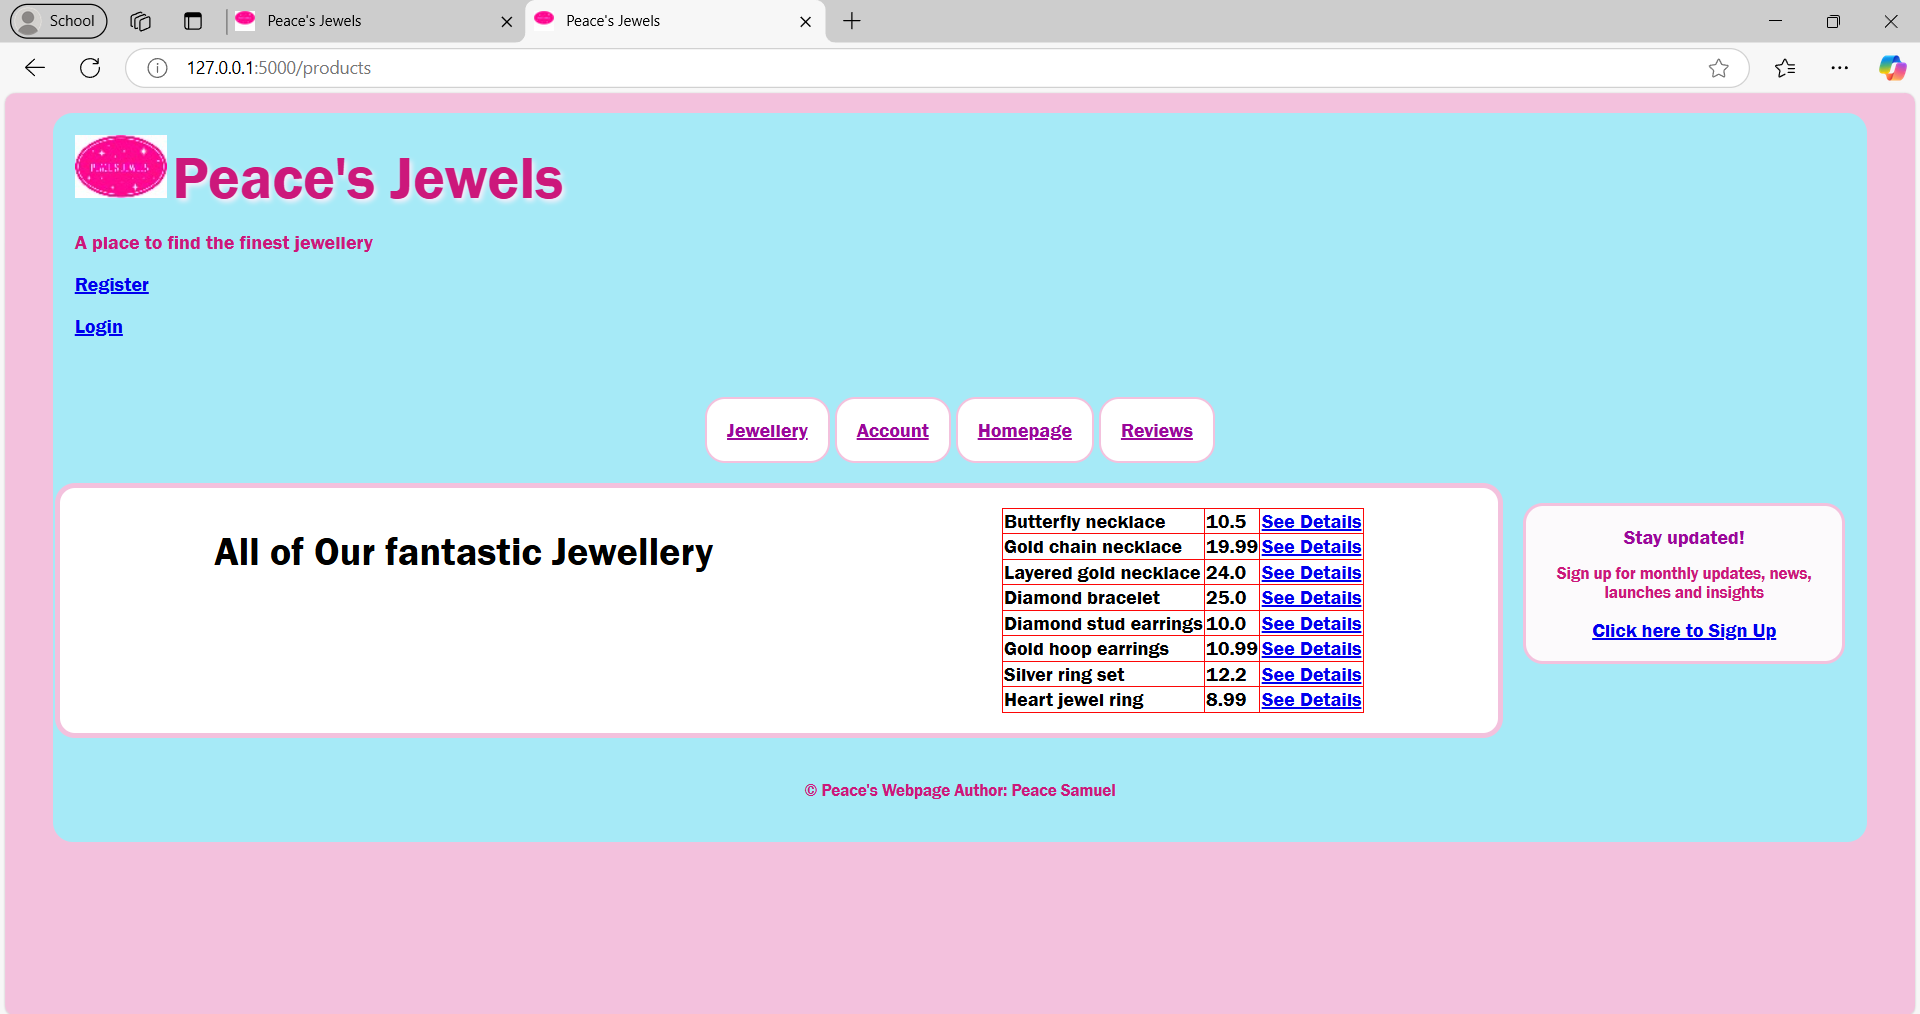 School
Peace's Jewels
Peace's Jewels
127.0.0.1:5000/products
Peace's Jewels
A place to find the finest jewellery
Register
Login
Jewellery Account Homepage Reviews
All of Our fantastic Jewellery
Butterfly necklace 10.5 See Details
Gold chain necklace 19.99 See Details
Layered gold necklace 24.0 See Details
Diamond bracelet 25.0 See Details
Diamond stud earrings 10.0 See Details
Gold hoop earrings 10.99 See Details
Silver ring set 12.2 See Details
Heart jewel ring 8.99 See Details
Stay updated!
Sign up for monthly updates, news,
launches and insights
Click here to Sign Up
© Peace's Webpage Author: Peace Samuel